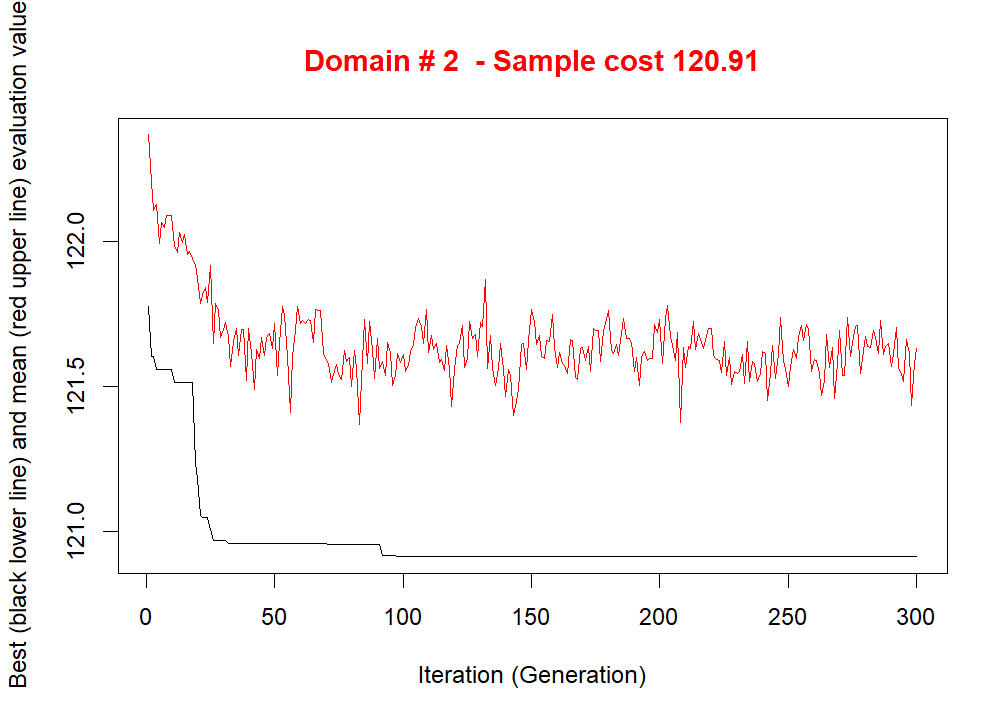 Domain # 2  - Sample cost 120.91
Best (black lower line) and mean (red upper line) evaluation value
122.0
121.5
121.0
0 50 100 150 200 250 300
Iteration (Generation)